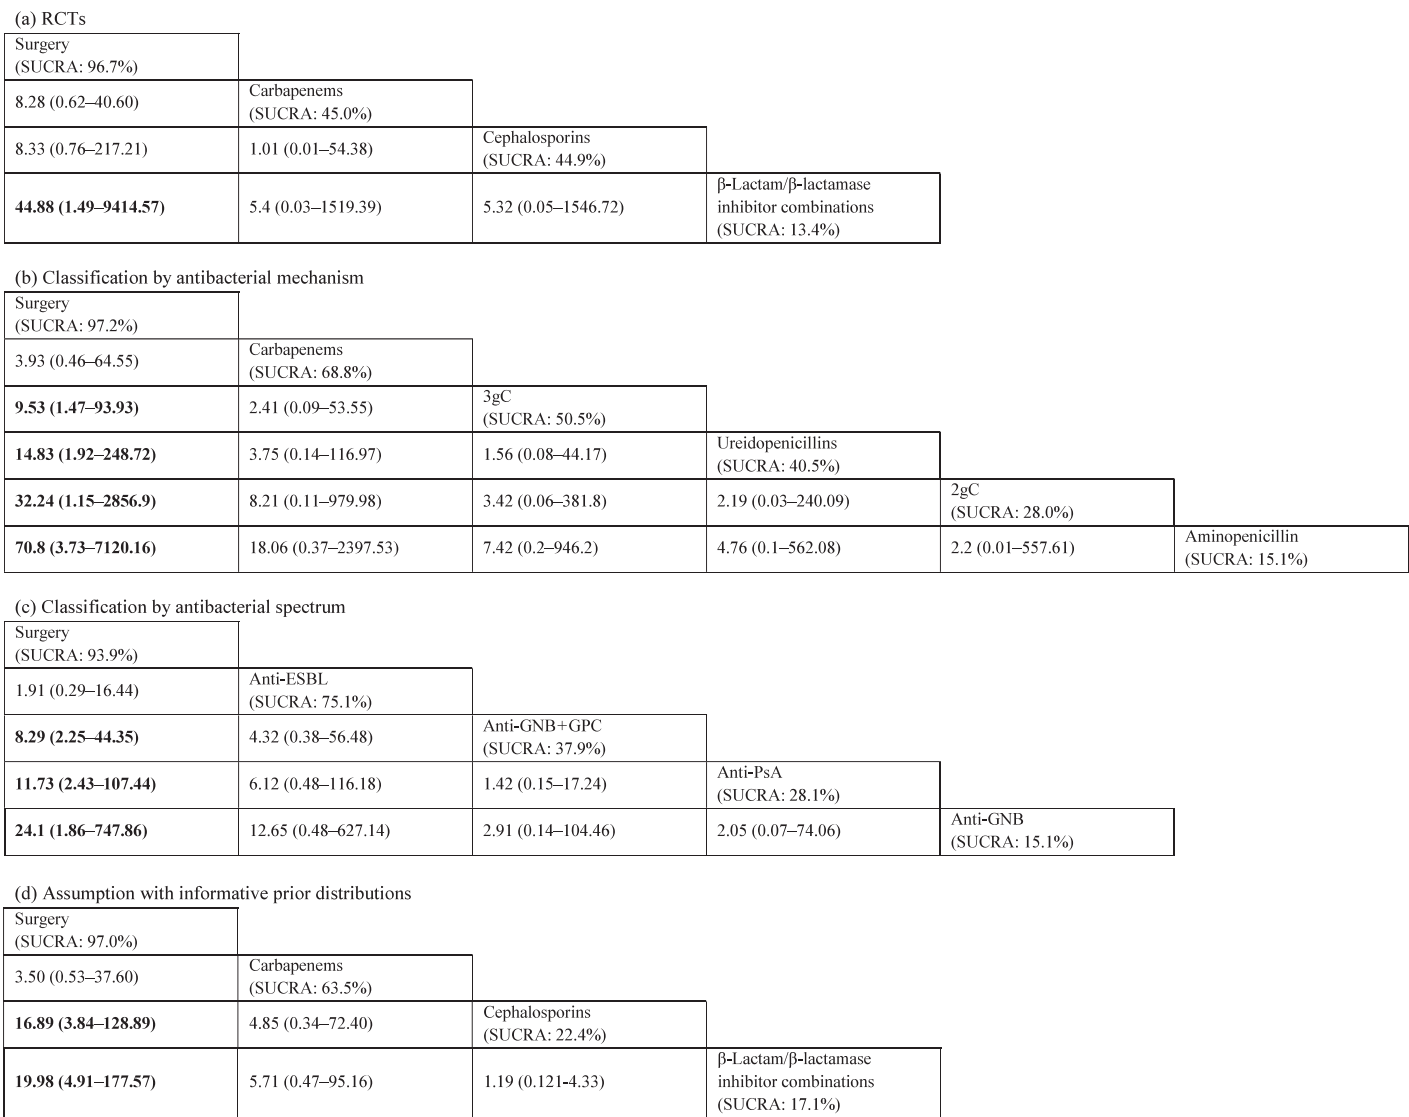 (a) RCTs
Surgery
(SUCRA: 96.7%)
8.28 (0.62–40.60)
Carbapenems
(SUCRA: 45.0%)
8.33 (0.76–217.21)
1.01 (0.01–54.38)
Cephalosporins
(SUCRA: 44.9%)
44.88 (1.49–9414.57)
5.4 (0.03–1519.39)
5.32 (0.05–1546.72)
β-Lactam/β-lactamase
inhibitor combinations
(SUCRA: 13.4%)
(b) Classification by antibacterial mechanism
Surgery
(SUCRA: 97.2%)
3.93 (0.46–64.55)
Carbapenems
(SUCRA: 68.8%)
9.53 (1.47–93.93)
2.41 (0.09–53.55)
3gC
(SUCRA: 50.5%)
14.83 (1.92–248.72)
3.75 (0.14–116.97)
1.56 (0.08–44.17)
Ureidopenicillins
(SUCRA: 40.5%)
32.24 (1.15–2856.9)
8.21 (0.11–979.98)
3.42 (0.06–381.8)
2.19 (0.03–240.09)
2gC
(SUCRA: 28.0%)
70.8 (3.73–7120.16)
18.06 (0.37–2397.53)
7.42 (0.2–946.2)
4.76 (0.1–562.08)
2.2 (0.01–557.61)
Aminopenicillin
(SUCRA: 15.1%)
(c) Classification by antibacterial spectrum
Surgery
(SUCRA: 93.9%)
1.91 (0.29–16.44)
Anti-ESBL
(SUCRA: 75.1%)
8.29 (2.25–44.35)
4.32 (0.38–56.48)
Anti-GNB+GPC
(SUCRA: 37.9%)
11.73 (2.43–107.44)
6.12 (0.48–116.18)
1.42 (0.15–17.24)
Anti-PsA
(SUCRA: 28.1%)
24.1 (1.86–747.86)
12.65 (0.48–627.14)
2.91 (0.14–104.46)
2.05 (0.07–74.06)
Anti-GNB
(SUCRA: 15.1%)
(d) Assumption with informative prior distributions
Surgery
(SUCRA: 97.0%)
3.50 (0.53–37.60)
Carbapenems
(SUCRA: 63.5%)
16.89 (3.84–128.89)
4.85 (0.34–72.40)
Cephalosporins
(SUCRA: 22.4%)
19.98 (4.91–177.57)
5.71 (0.47–95.16)
1.19 (0.121-4.33)
β-Lactam/β-lactamase
inhibitor combinations
(SUCRA: 17.1%)